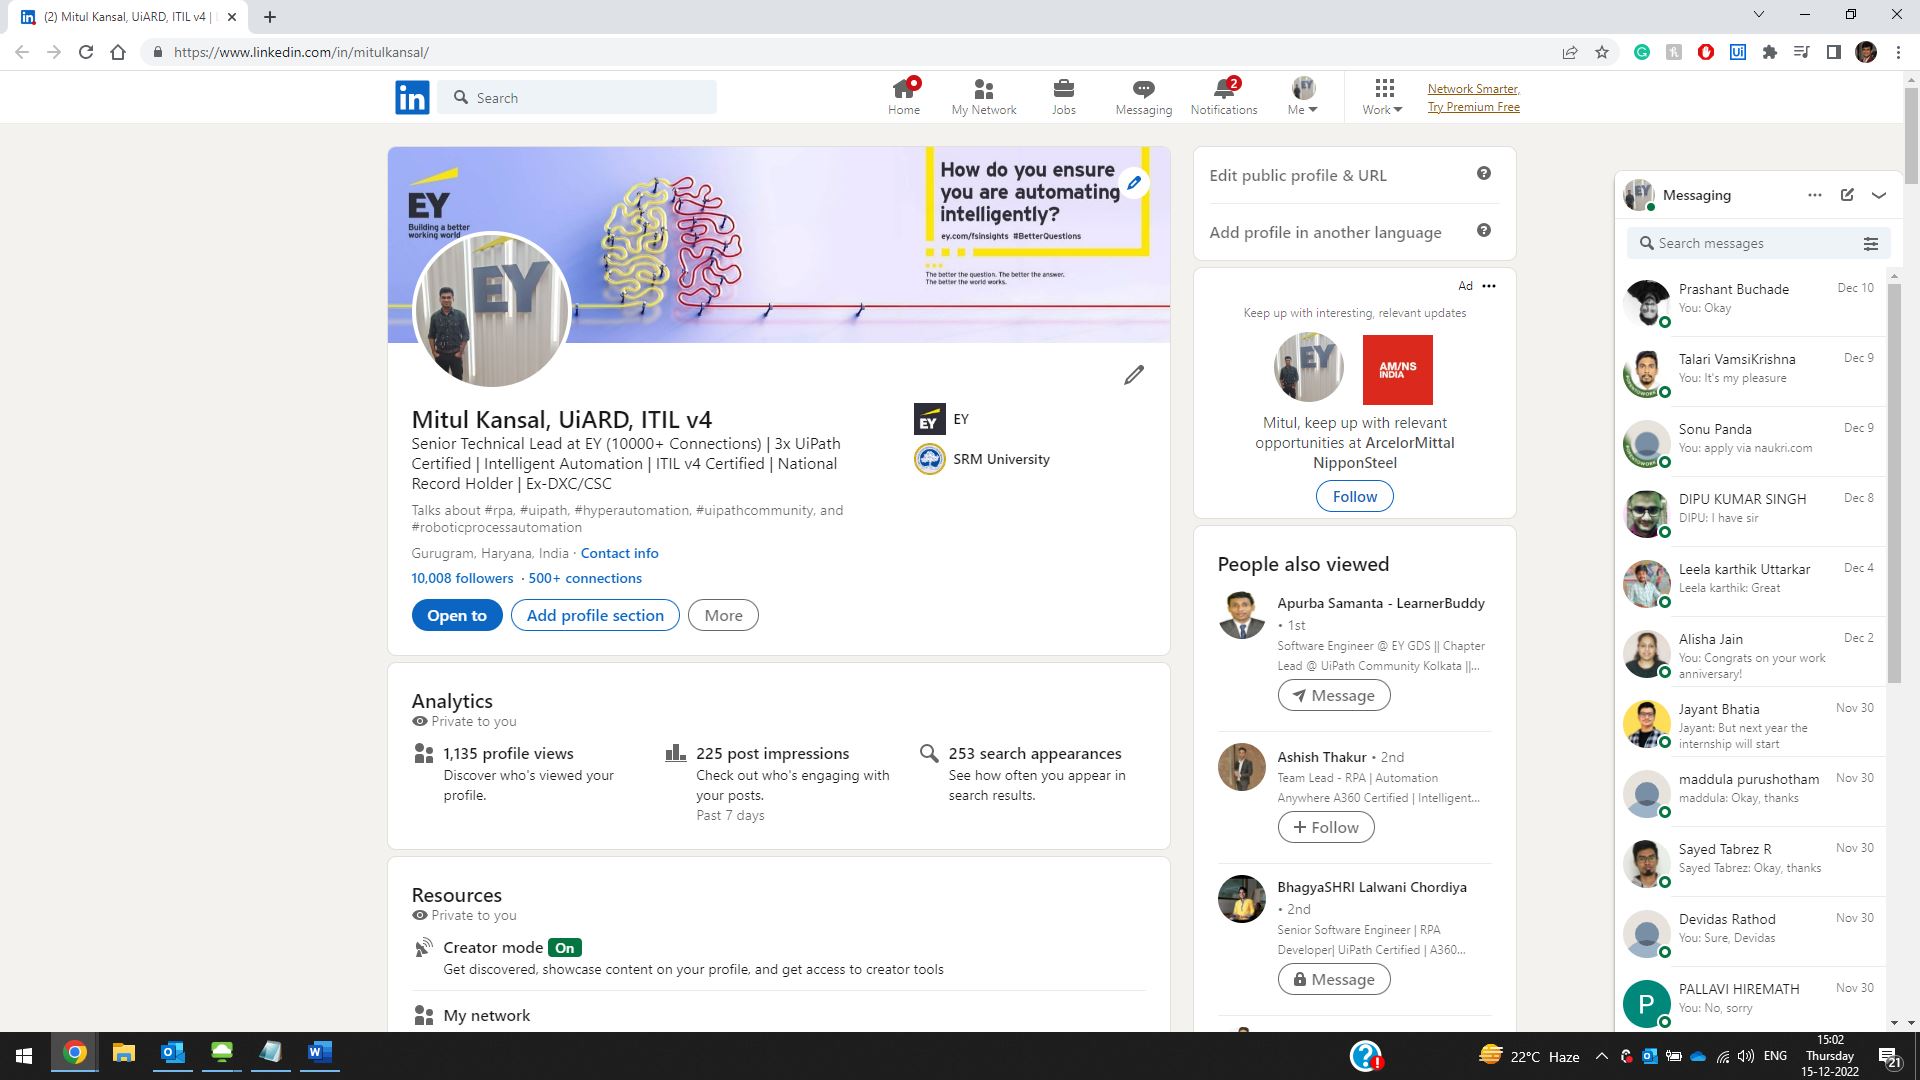 (2) Mitul Kansal, UiARD, ITIL v4 |
https://www.linkedin.com/in/mitulkansal/
in
Search
Home
My Network
Jobs
Messaging
2
Notifications
Me
Work
Network Smarter,
Try Premium Free
EY
Building a better
working world
How do you ensure
you are automating
intelligently?
ey.com/fsinsights #BetterQuestions
The better the question. The better the answer.
The better the world works.
EY
Mitul Kansal, UiARD, ITIL v4
Senior Technical Lead at EY (10000+ Connections) | 3x UiPath
Certified | Intelligent Automation | ITIL v4 Certified | National
Record Holder | Ex-DXC/CSC
Talks about #rpa, #uipath, #hyperautomation, #uipathcommunity, and
#roboticprocessautomation
Gurugram, Haryana, India · Contact info
10,008 followers · 500+ connections
Open to
Add profile section
More
EY
EY
SRM University
Analytics
Private to you
1,135 profile views
Discover who's viewed your
profile.
225 post impressions
Check out who's engaging with
your posts.
Past 7 days
253 search appearances
See how often you appear in
search results.
Resources
Private to you
Creator mode On
Get discovered, showcase content on your profile, and get access to creator tools
My network
Edit public profile & URL
Add profile in another language
Ad
Keep up with interesting, relevant updates
EY
AM/NS
INDIA
Mitul, keep up with relevant
opportunities at ArcelorMittal
NipponSteel
Follow
People also viewed
Apurba Samanta - LearnerBuddy
• 1st
Software Engineer @ EY GDS || Chapter
Lead @ UiPath Community Kolkata ||...
Message
Ashish Thakur • 2nd
Team Lead - RPA | Automation
Anywhere A360 Certified | Intelligent...
Follow
BhagyaSHRI Lalwani Chordiya
• 2nd
Senior Software Engineer | RPA
Developer| UiPath Certified | A360...
Message
Messaging
Search messages
Prashant Buchade
Dec 10
You: Okay
Talari VamsiKrishna
Dec 9
You: It's my pleasure
Sonu Panda
Dec 9
You: apply via naukri.com
DIPU KUMAR SINGH
Dec 8
DIPU: I have sir
Leela karthik Uttarkar
Dec 4
Leela karthik: Great
Alisha Jain
Dec 2
You: Congrats on your work
anniversary!
Jayant Bhatia
Nov 30
Jayant: But next year the
internship will start
maddula purushotham
Nov 30
maddula: Okay, thanks
Sayed Tabrez R
Nov 30
Sayed Tabrez: Okay, thanks
Devidas Rathod
Nov 30
You: Sure, Devidas
P
PALLAVI HIREMATH
Nov 30
You: No, sorry
22°C Haze
ENG
15:02
Thursday
15-12-2022
21